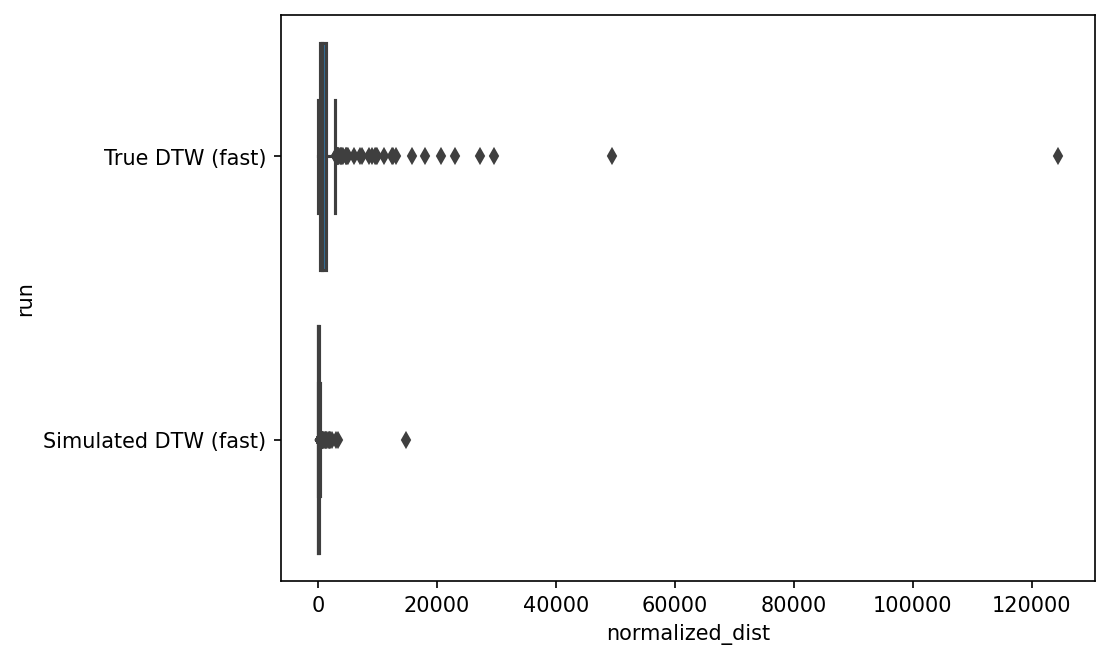 True DTW (fast)
run
Simulated DTW (fast)
0 20000 40000 60000 80000 100000 120000
normalized_dist